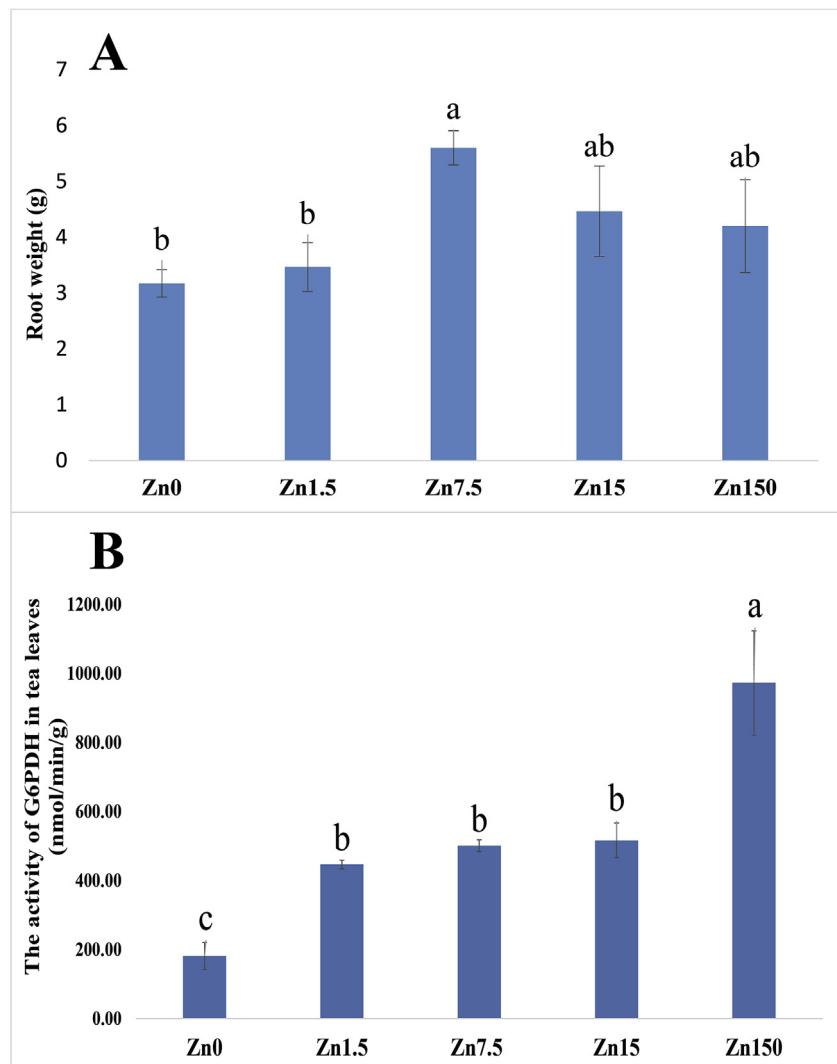 A
7
6
5
4
3
2
1
0
Root weight (g)
b
b
a
ab
ab
Zn0
Zn1.5
Zn7.5
Zn15
Zn150
B
1200.00
1000.00
800.00
600.00
400.00
200.00
0.00
The activity of G6PDH in tea leaves
(nmol/min/g)
c
b
b
b
a
Zn0
Zn1.5
Zn7.5
Zn15
Zn150